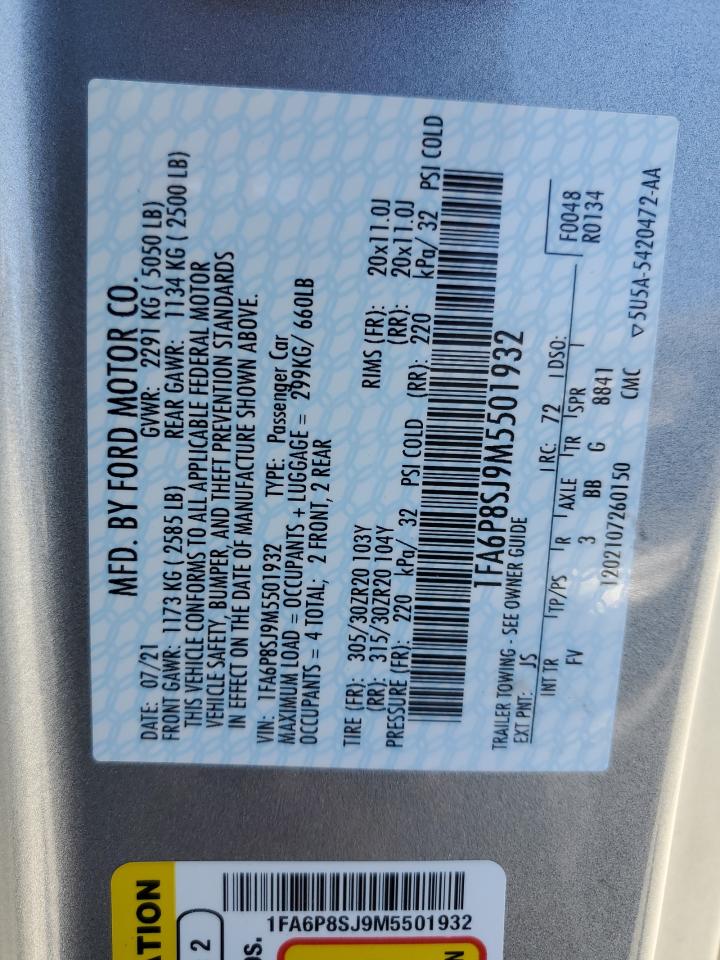 MFD. BY FORD MOTOR CO.
DATE: 07/21 GVWR: 2291 KG ( 5050 LB)
FRONT GAWR: 1173 KG ( 2585 LB) REAR GAWR: 1134 KG ( 2500 LB)
THIS VEHICLE CONFORMS TO ALL APPLICABLE FEDERAL MOTOR
VEHICLE SAFETY, BUMPER, AND THEFT PREVENTION STANDARDS
IN EFFECT ON THE DATE OF MANUFACTURE SHOWN ABOVE.
VIN: 1FA6P8SJ9M5501932 TYPE: Passenger Car
MAXIMUM LOAD = OCCUPANTS + LUGGAGE = 299KG/ 660LB
OCCUPANTS = 4 TOTAL; 2 FRONT, 2 REAR
TIRE (FR): 305/30ZR20 103Y RIMS (FR): 20x11.0J
(RR): 315/30ZR20 104Y (RR): 20x11.0J
PRESSURE (FR): 220 kPa/ 32 PSI COLD (RR): 220 kPa/ 32 PSI COLD
1FA6P8SJ9M5501932
TRAILER TOWING - SEE OWNER GUIDE
F0048
EXT PNT: JS RC: 72 DSO: R0134
INT TR TP/PS R AXLE TR SPR
FV 3 BB G 8841
1202107260150 CMC ▽5U5A-5420472-AA
1FA6P8SJ9M5501932
2